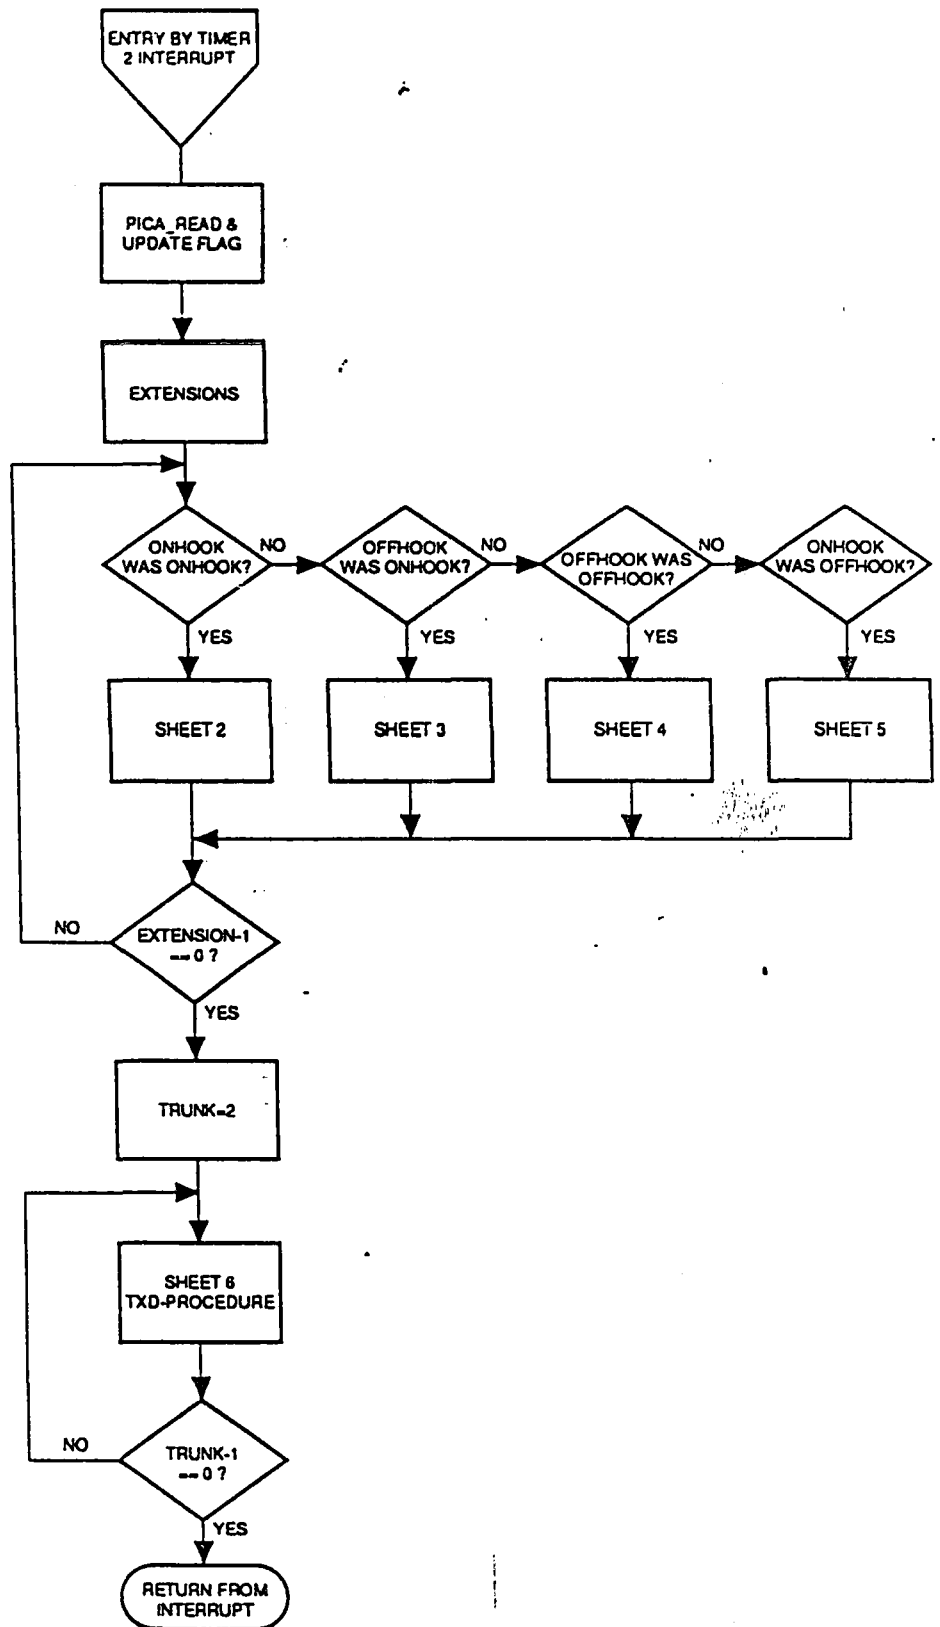 ENTRY BY TIMER
2 INTERRUPT
PICA_READ &
UPDATE FLAG
EXTENSIONS
ONHOOK
WAS ONHOOK?
NO
OFFHOOK
WAS ONHOOK?
NO
OFFHOOK WAS
OFFHOOK?
NO
ONHOOK
WAS OFFHOOK?
YES
YES
YES
YES
SHEET 2
SHEET 3
SHEET 4
SHEET 5
NO
EXTENSION-1
== 0 ?
YES
TRUNK=2
SHEET 6
TXD-PROCEDURE
NO
TRUNK-1
== 0 ?
YES
RETURN FROM
INTERRUPT